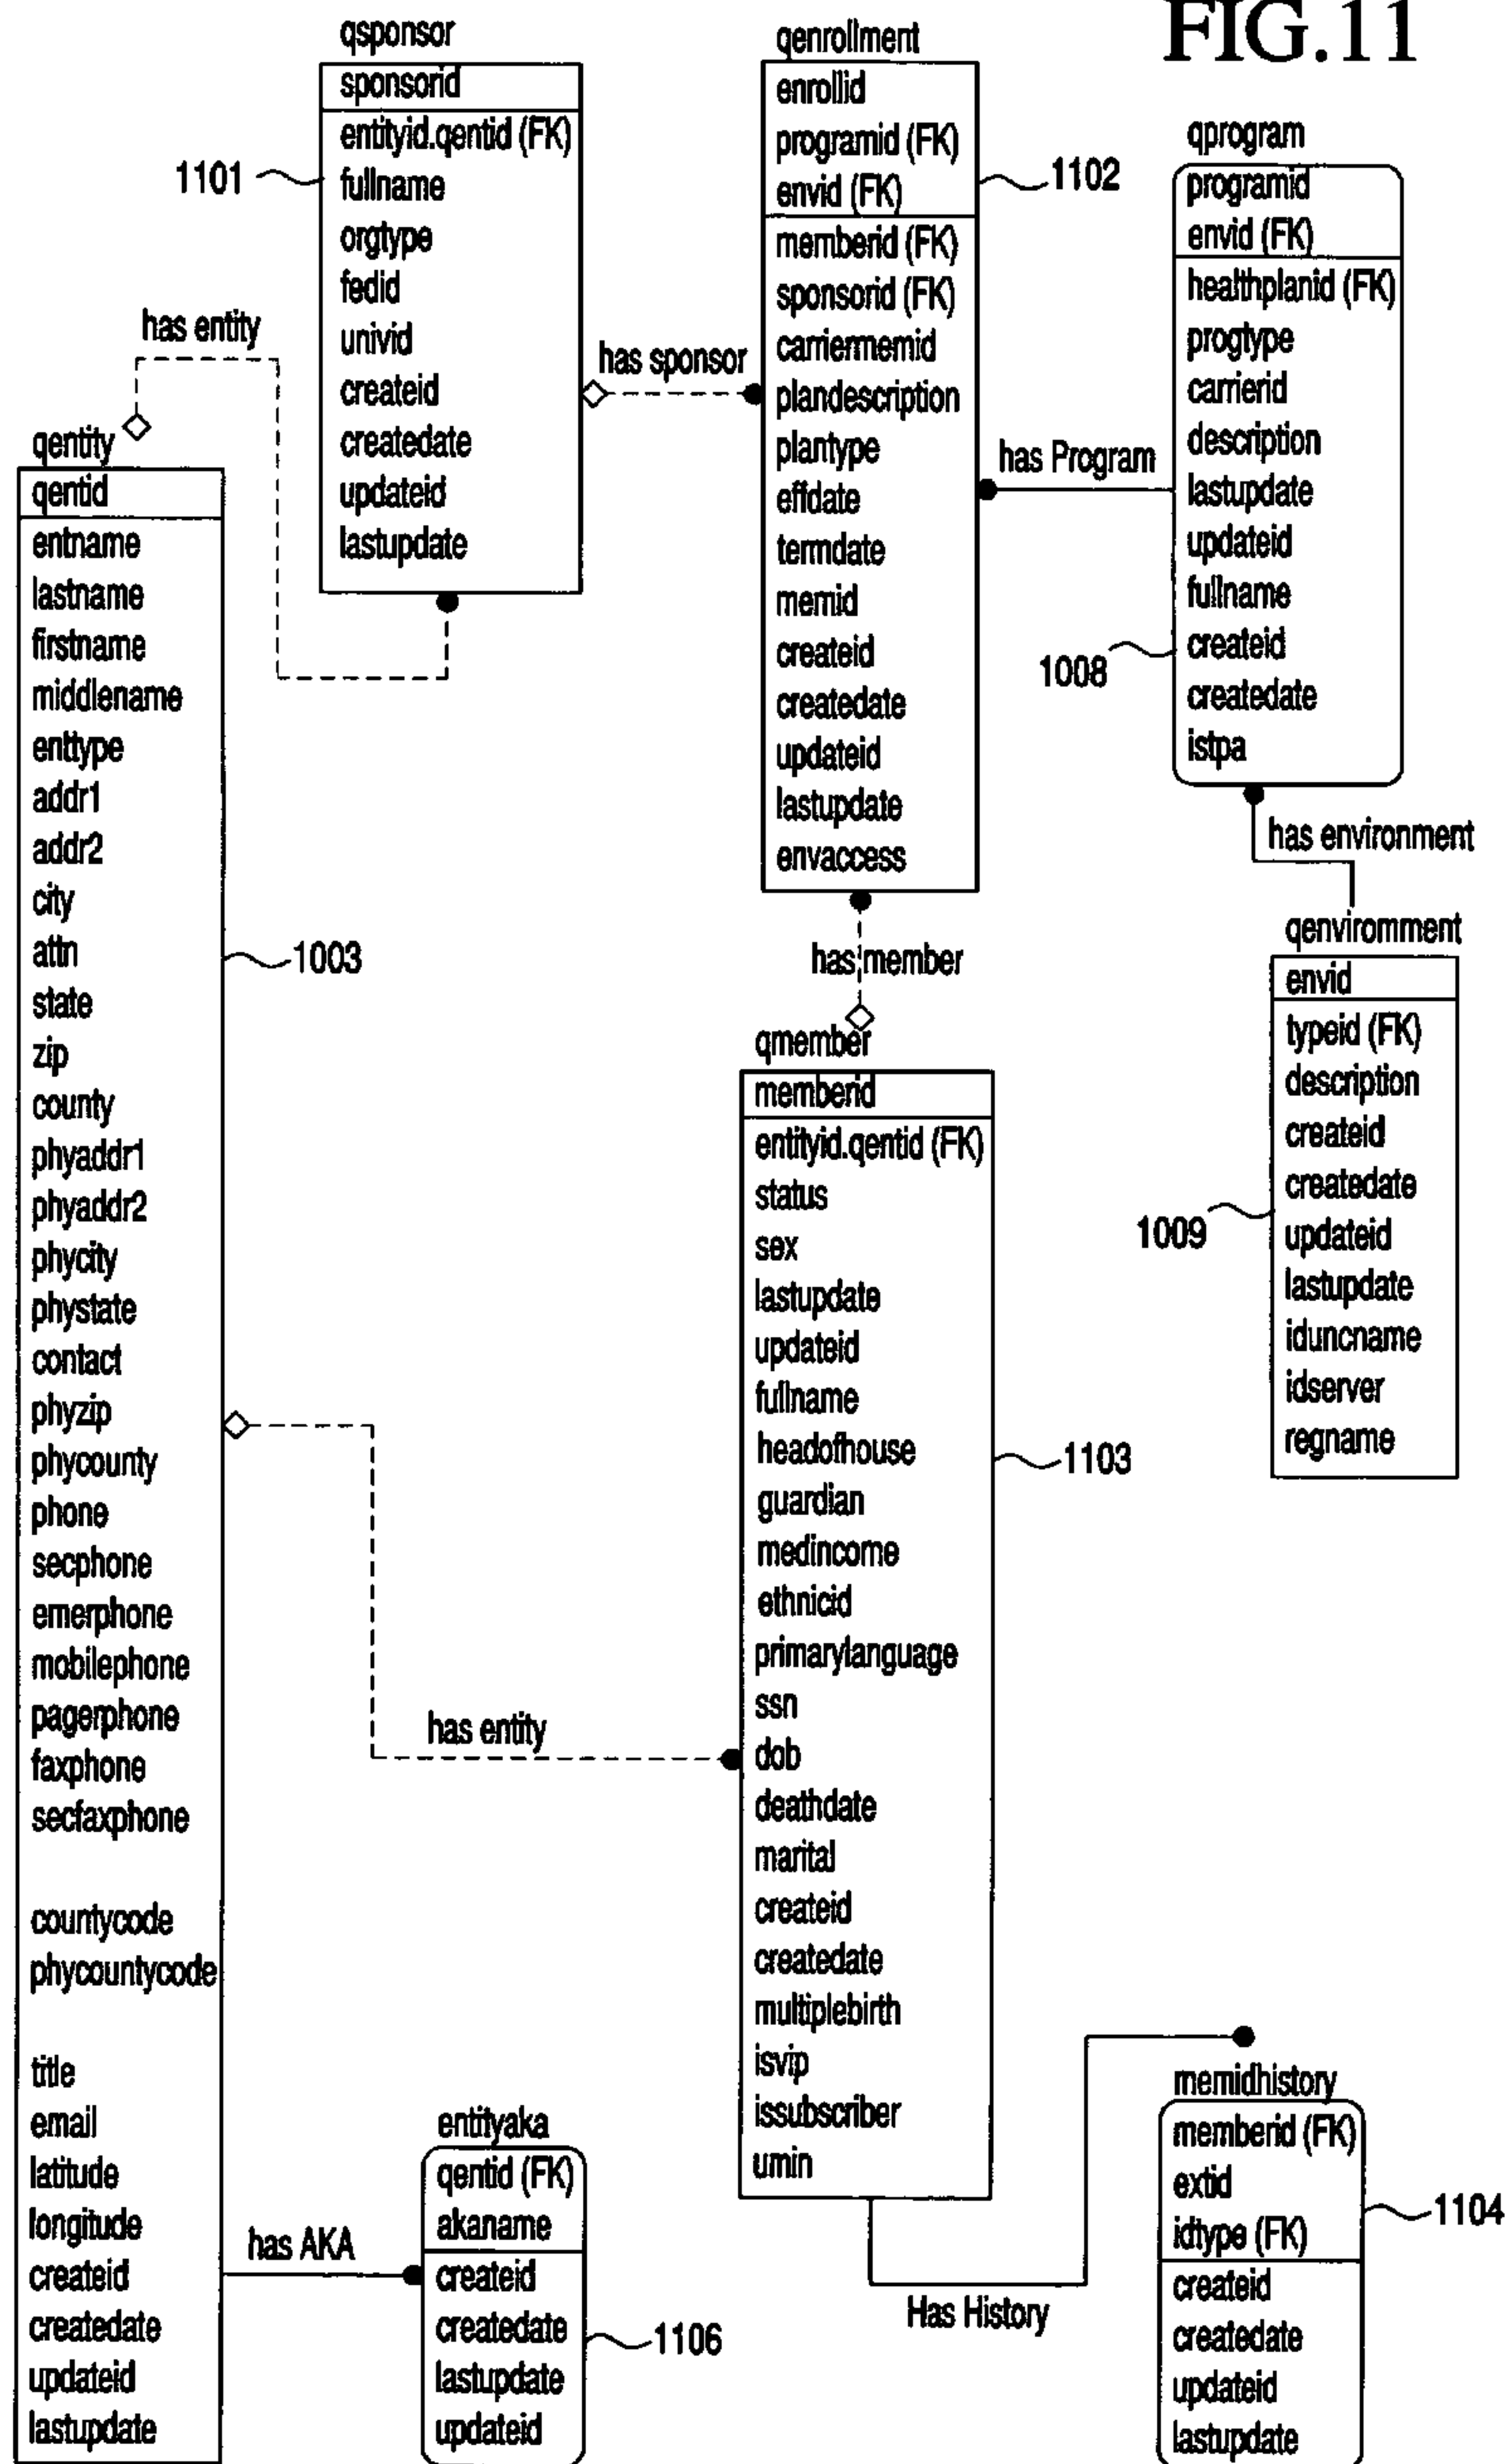 FIG.11
qsponsor
sponsorid
entityid.qentid (FK)
fullname
orgtype
fedid
univid
createid
createdate
updateid
lastupdate
1101
has entity
has sponsor
qenrollment
enrollid
programid (FK)
envid (FK)
memberid (FK)
sponsorid (FK)
carriermemid
plandescription
plantype
effdate
termdate
memid
createid
createdate
updateid
lastupdate
envaccess
1102
has Program
qprogram
programid
envid (FK)
healthplanid (FK)
progtype
carrierid
description
lastupdate
updateid
fullname
createid
createdate
istpa
1008
has environment
qenviromment
envid
typeid (FK)
description
createid
createdate
updateid
lastupdate
iduncname
idserver
regname
1009
qentity
qentid
entname
lastname
firstname
middlename
enttype
addr1
addr2
city
attn
state
zip
county
phyaddr1
phyaddr2
phycity
phystate
contact
phyzip
phycounty
phone
secphone
emerphone
mobilephone
pagerphone
faxphone
secfaxphone
countycode
phycountycode
title
email
latitude
longitude
createid
createdate
updateid
lastupdate
1003
has member
qmember
memberid
entityid.qentid (FK)
status
sex
lastupdate
updateid
fullname
headofhouse
guardian
medincome
ethnicid
primarylanguage
ssn
dob
deathdate
marital
createid
createdate
multiplebirth
isvip
issubscriber
umin
1103
has entity
has AKA
entityaka
qentid (FK)
akaname
createid
createdate
lastupdate
updateid
1106
Has History
memidhistory
memberid (FK)
extid
idtype (FK)
createid
createdate
updateid
lastupdate
1104